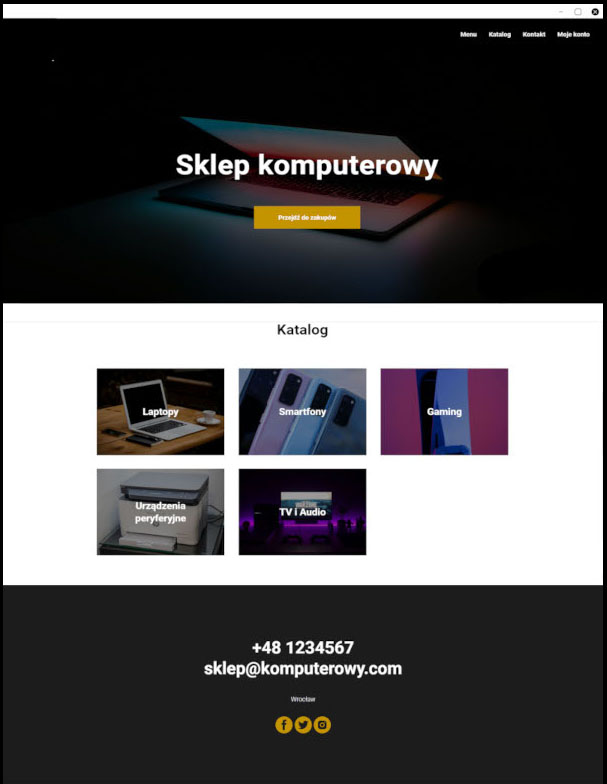 Menu Katalog Kontakt Moje konto
Sklep komputerowy
Przejdź do zakupów
Katalog
Laptopy
Smartfony
Gaming
Urządzenia
peryferyjne
TV i Audio
+48 1234567
sklep@komputerowy.com
Wrocław